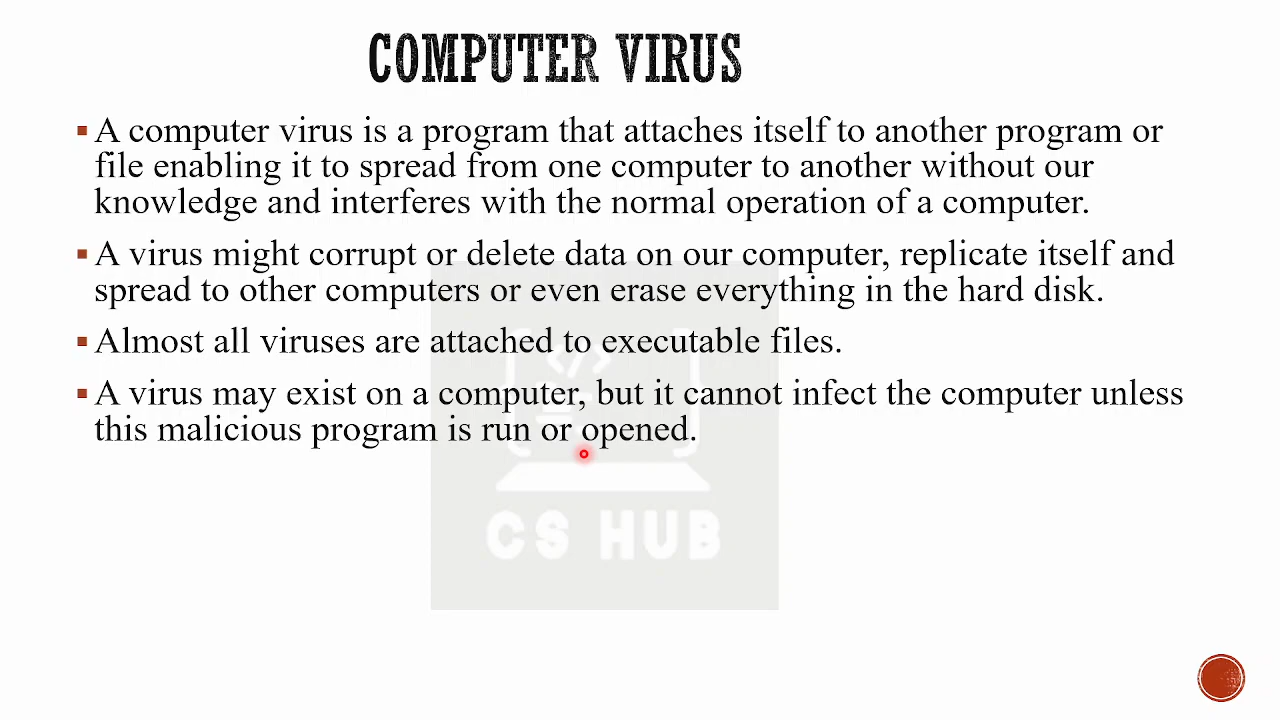 COMPUTER VIRUS
A computer virus is a program that attaches itself to another program or
file enabling it to spread from one computer to another without our
knowledge and interferes with the normal operation of a computer.
A virus might corrupt or delete data on our computer, replicate itself and
spread to other computers or even erase everything in the hard disk.
Almost all viruses are attached to executable files.
A virus may exist on a computer, but it cannot infect the computer unless
this malicious program is run or opened.
CS HUB